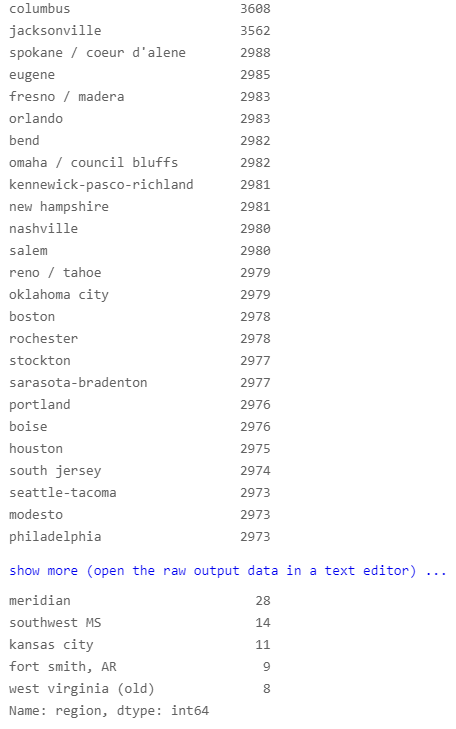 columbus 3608
jacksonville 3562
spokane / coeur d'alene 2988
eugene 2985
fresno / madera 2983
orlando 2983
bend 2982
omaha / council bluffs 2982
kennewick-pasco-richland 2981
new hampshire 2981
nashville 2980
salem 2980
reno / tahoe 2979
oklahoma city 2979
boston 2978
rochester 2978
stockton 2977
sarasota-bradenton 2977
portland 2976
boise 2976
houston 2975
south jersey 2974
seattle-tacoma 2973
modesto 2973
philadelphia 2973
show more (open the raw output data in a text editor) ...
meridian 28
southwest MS 14
kansas city 11
fort smith, AR 9
west virginia (old) 8
Name: region, dtype: int64